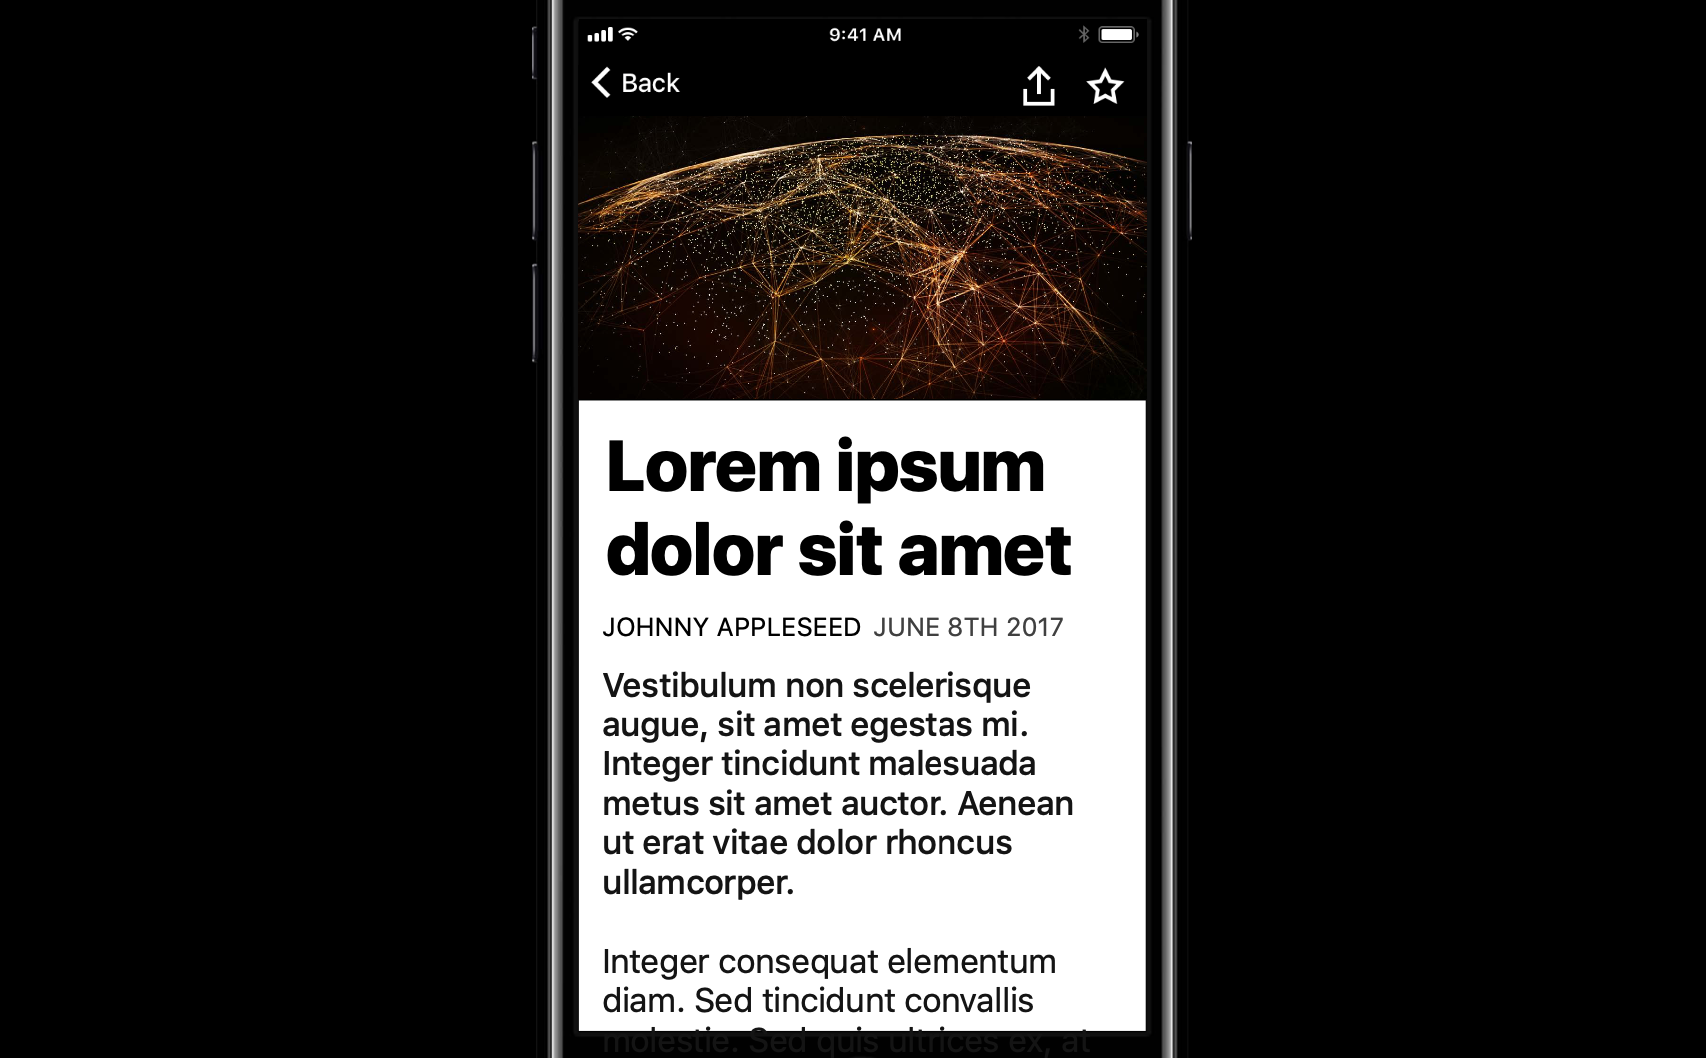 9:41 AM
Back
Lorem ipsum
dolor sit amet
JOHNNY APPLESEED JUNE 8TH 2017
Vestibulum non scelerisque
augue, sit amet egestas mi.
Integer tincidunt malesuada
metus sit amet auctor. Aenean
ut erat vitae dolor rhoncus
ullamcorper.
Integer consequat elementum
diam. Sed tincidunt convallis
molestie. Sed quis ultrices ex, at